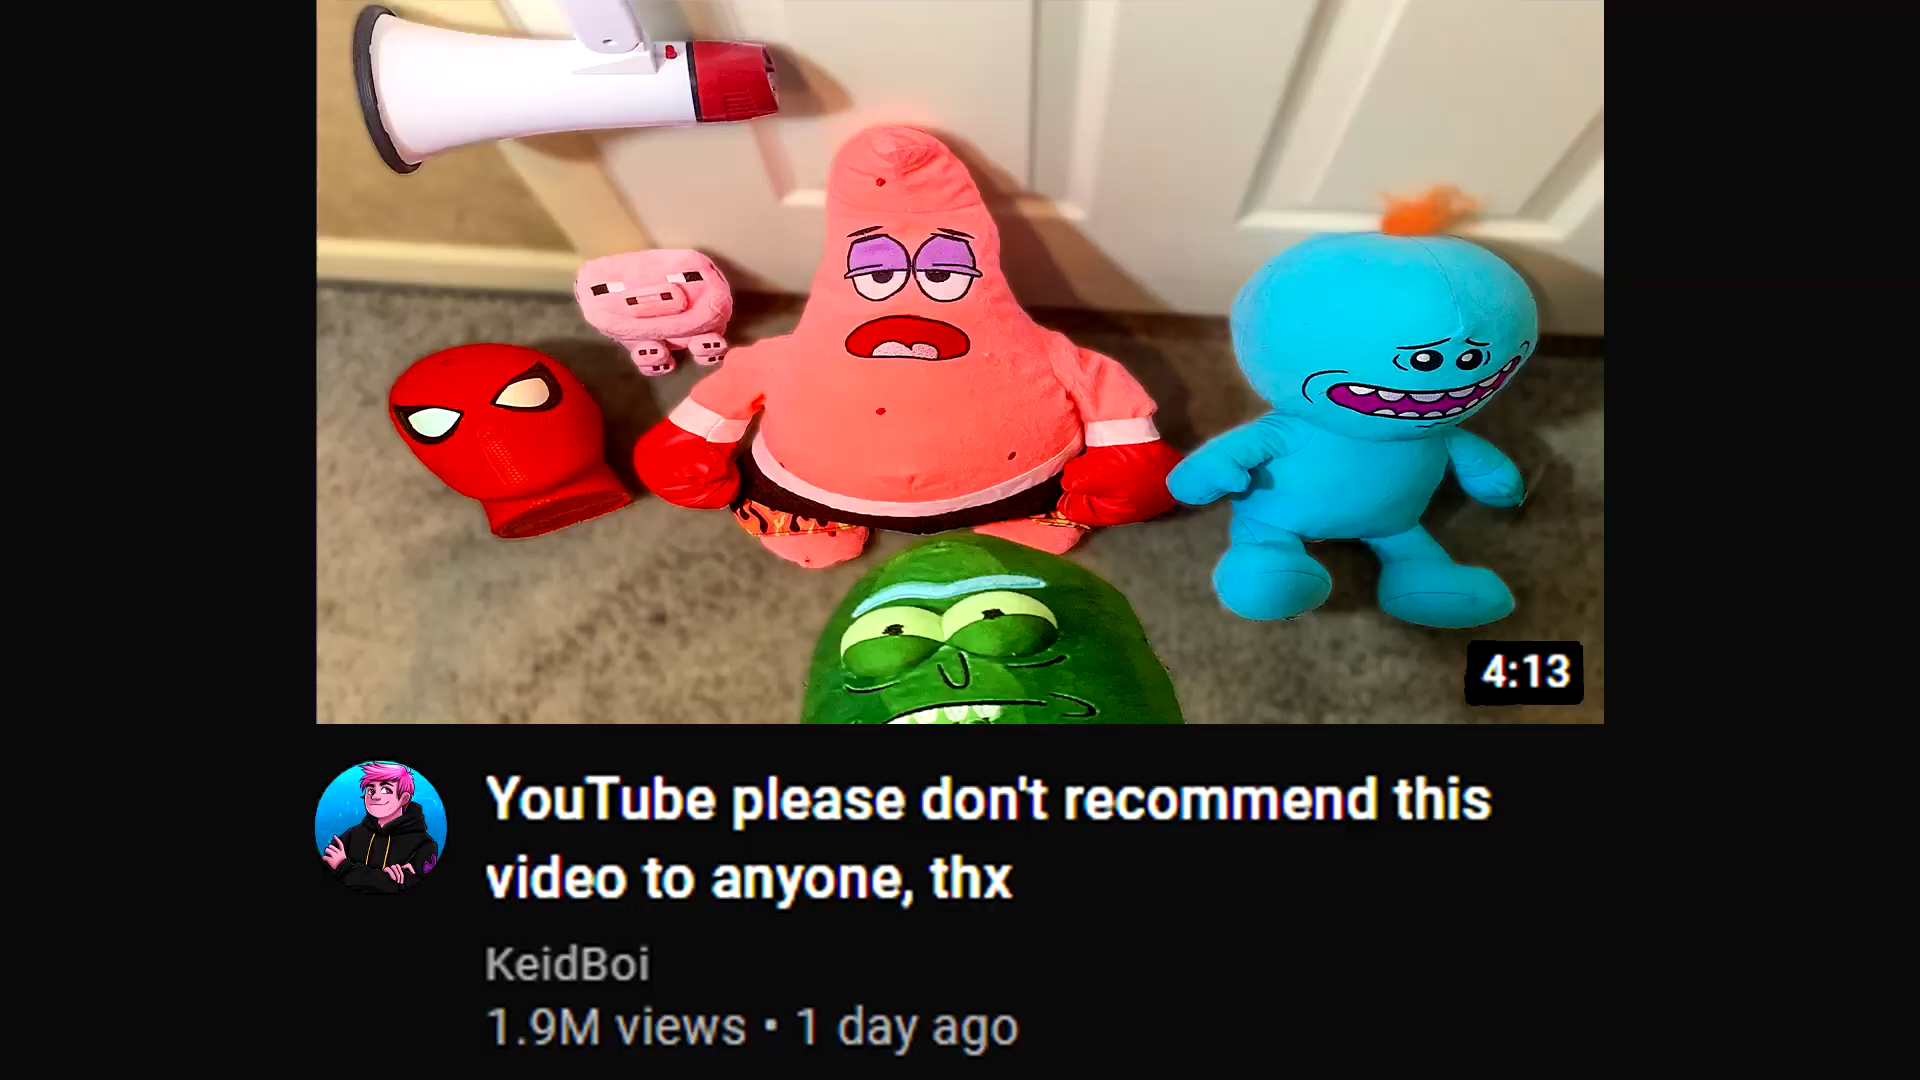 4:13
YouTube please don't recommend this
video to anyone, thx
KeidBoi
1.9M views • 1 day ago